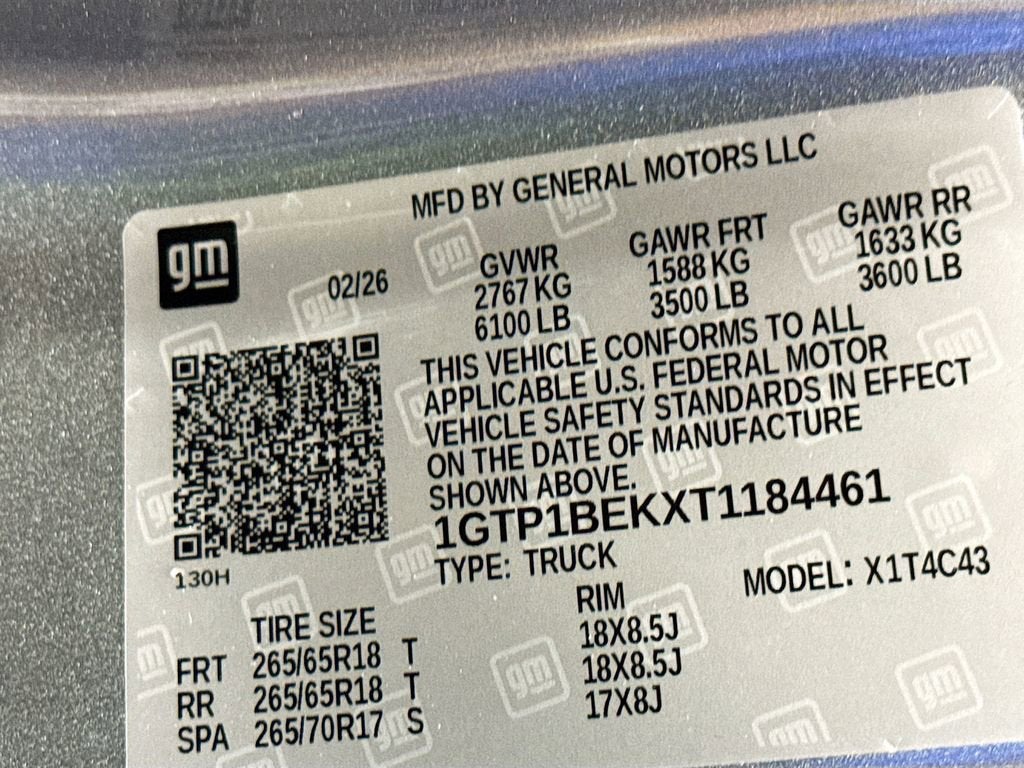 MFD BY GENERAL MOTORS LLC
gm
02/26
GVWR GAWR FRT GAWR RR
2767 KG 1588 KG 1633 KG
6100 LB 3500 LB 3600 LB
THIS VEHICLE CONFORMS TO ALL
APPLICABLE U.S. FEDERAL MOTOR
VEHICLE SAFETY STANDARDS IN EFFECT
ON THE DATE OF MANUFACTURE
SHOWN ABOVE.
1GTP1BEKXT1184461
TYPE: TRUCK MODEL: X1T4C43
130H
TIRE SIZE RIM
FRT 265/65R18 T 18X8.5J
RR 265/65R18 T 18X8.5J
SPA 265/70R17 S 17X8J